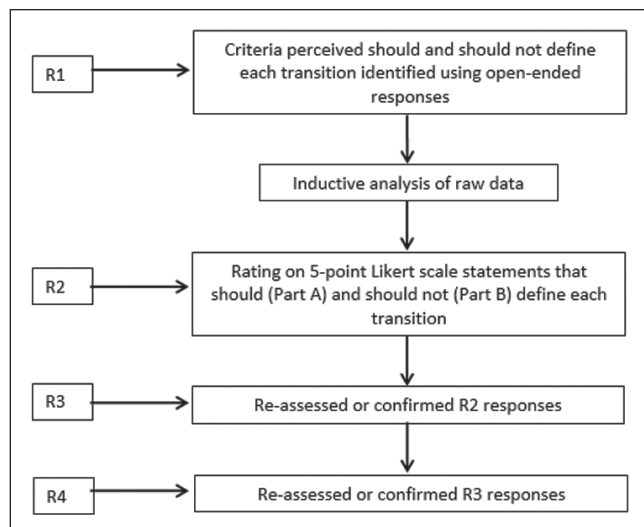 R1
Criteria perceived should and should not define
each transition identified using open-ended
responses
Inductive analysis of raw data
R2
Rating on 5-point Likert scale statements that
should (Part A) and should not (Part B) define each
transition
R3
Re-assessed or confirmed R2 responses
R4
Re-assessed or confirmed R3 responses